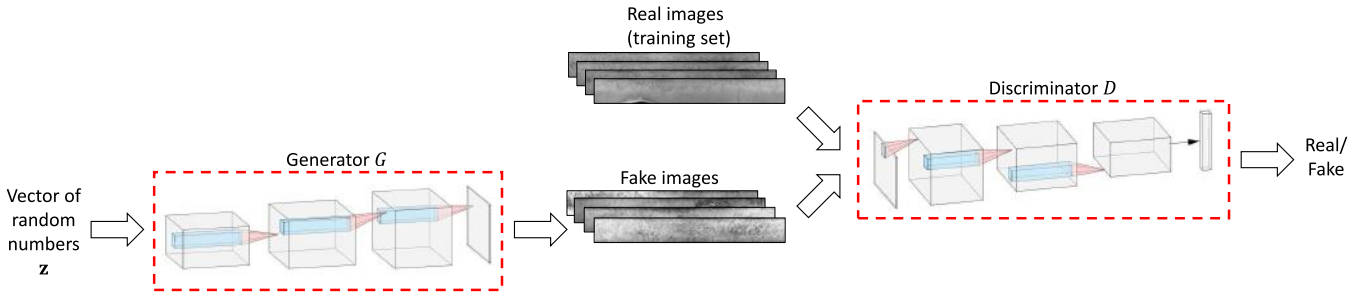 Vector of
random
numbers
z
Generator G
Real images
(training set)
Fake images
Discriminator D
Real/
Fake